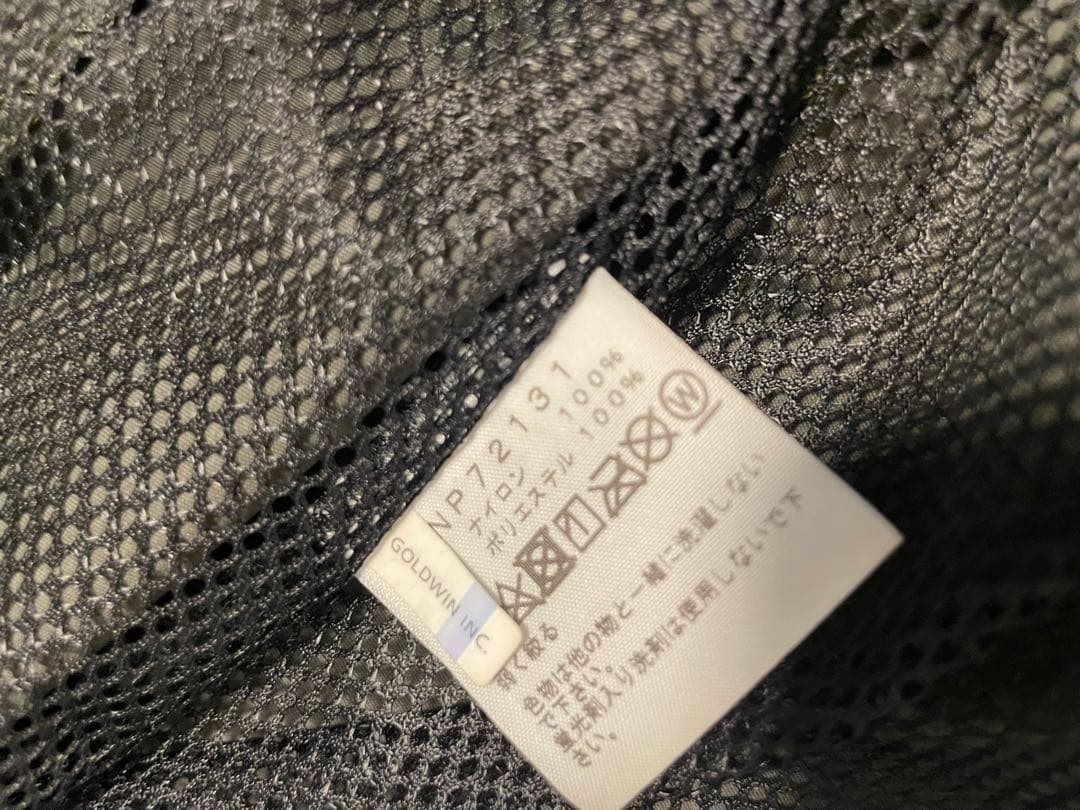 NP72131
ナイロン 100%
ポリエステル 100%
W
GOLDWIN INC.
弱く絞る
色物は他の物と一緒に洗濯しない
で下さい。
蛍光剤入り洗剤は使用しないで下
さい。